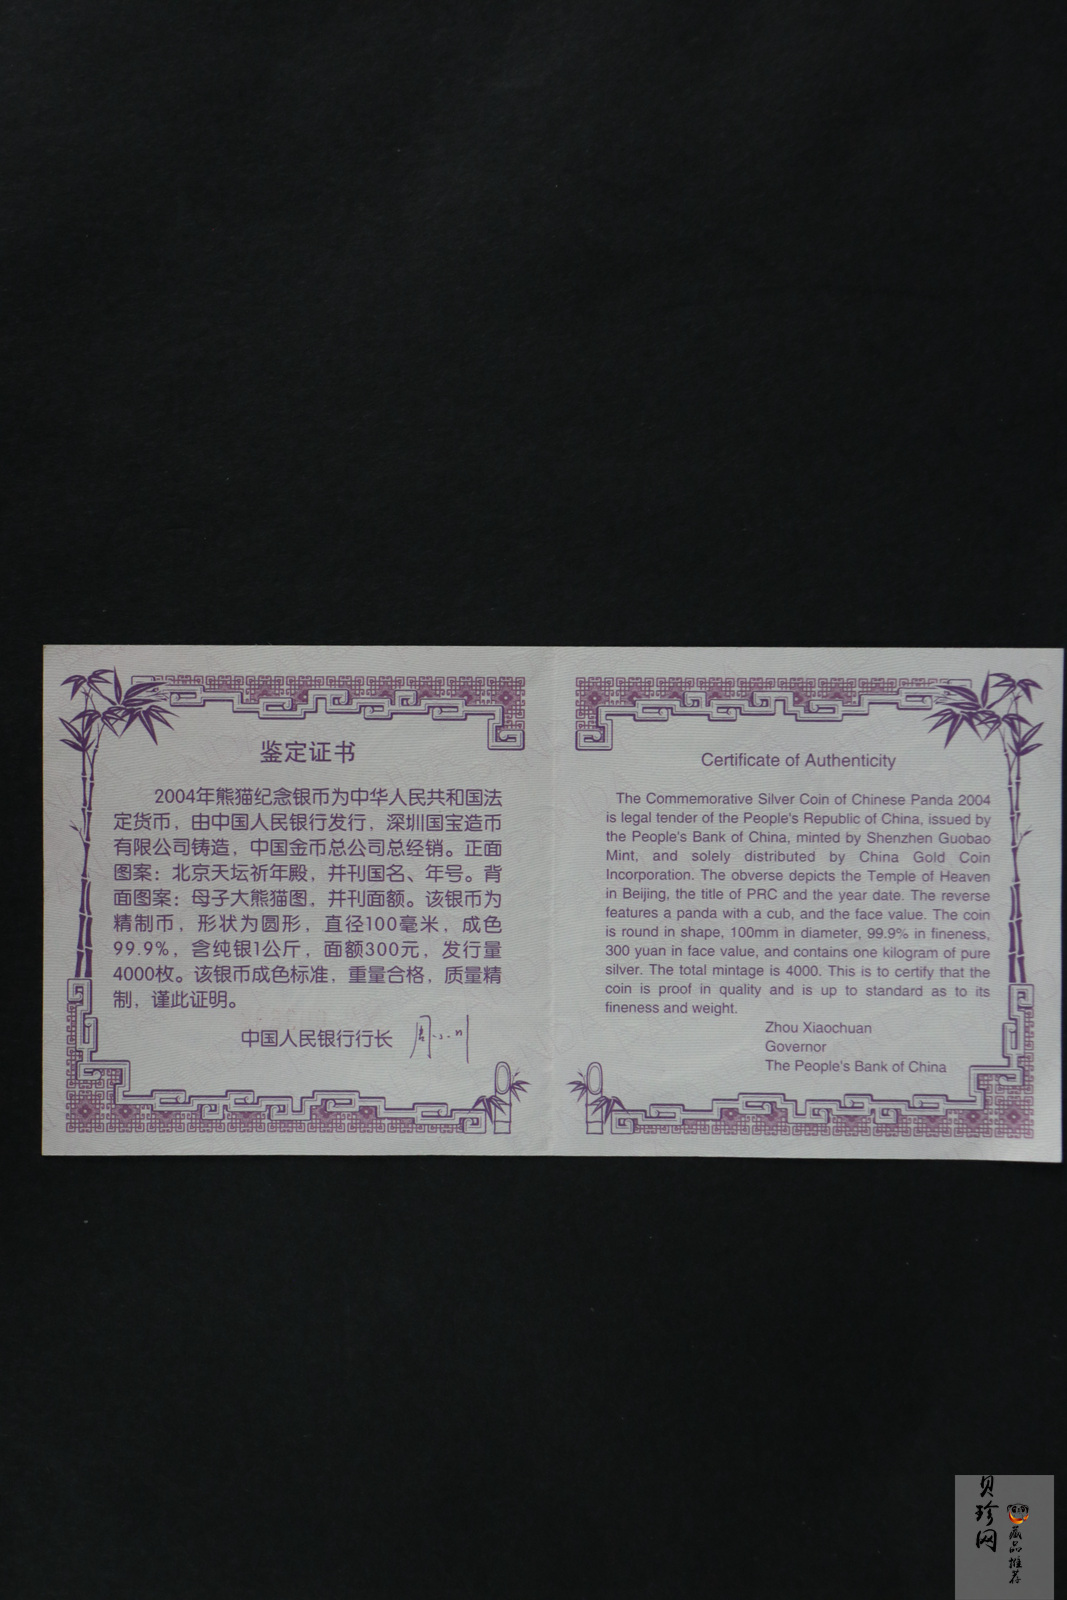 鉴定证书
2004年熊猫纪念银币为中华人民共和国法
定货币，由中国人民银行发行，深圳国宝造币
有限公司铸造，中国金币总公司总经销。正面
图案：北京天坛祈年殿，并刊国名、年号。背
面图案：母子大熊猫图，并刊面额。该银币为
精制币，形状为圆形，直径100毫米，成色
99.9%，含纯银1公斤，面额300元，发行量
4000枚。该银币成色标准，重量合格，质量精
制，谨此证明。
中国人民银行行长
Certificate of Authenticity
The Commemorative Silver Coin of Chinese Panda 2004
is legal tender of the People's Republic of China, issued by
the People's Bank of China, minted by Shenzhen Guobao
Mint, and solely distributed by China Gold Coin
Incorporation. The obverse depicts the Temple of Heaven
in Beijing, the title of PRC and the year date. The reverse
features a panda with a cub, and the face value. The coin
is round in shape, 100mm in diameter, 99.9% in fineness,
300 yuan in face value, and contains one kilogram of pure
silver. The total mintage is 4000. This is to certify that the
coin is proof in quality and is up to standard as to its
fineness and weight.
Zhou Xiaochuan
Governor
The People's Bank of China
贝珍网
藏品推荐